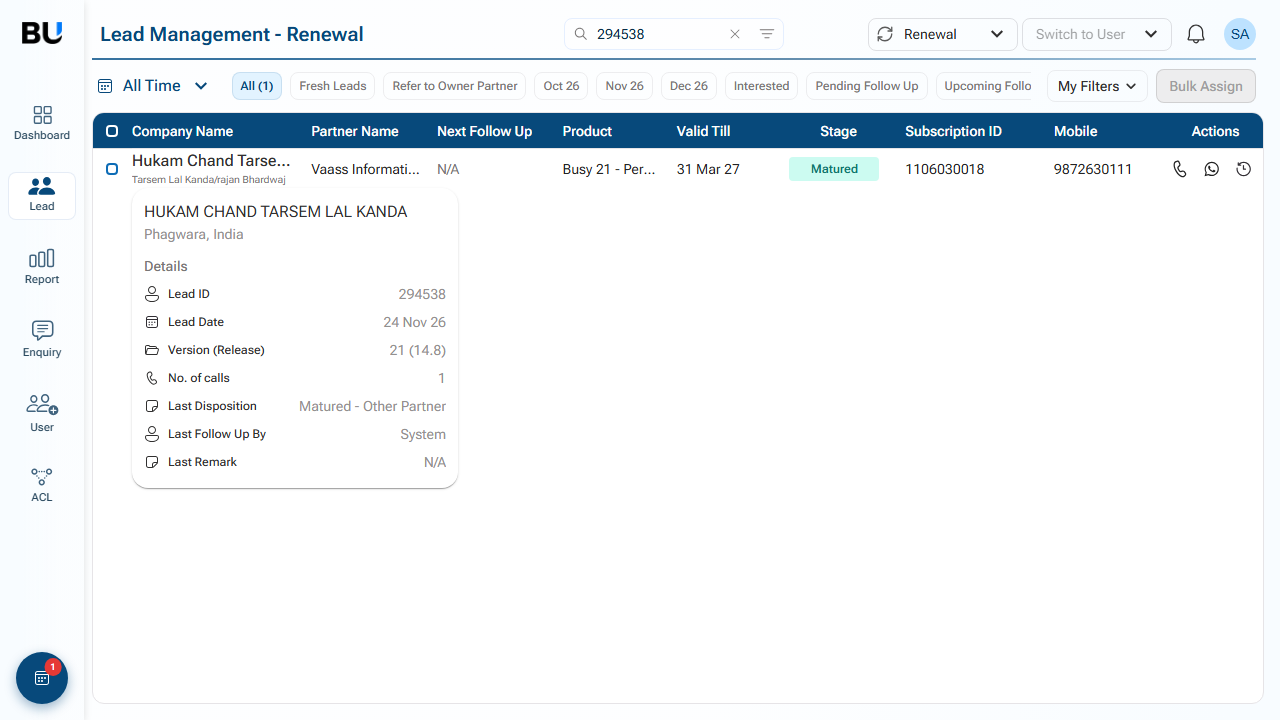 BU
Lead Management - Renewal
294538
Renewal
Switch to User
SA
All Time
All (1)
Fresh Leads
Refer to Owner Partner
Oct 26
Nov 26
Dec 26
Interested
Pending Follow Up
Upcoming Follo
My Filters
Bulk Assign
Dashboard
Lead
Report
Enquiry
User
ACL
1
Company Name Partner Name Next Follow Up Product Valid Till Stage Subscription ID Mobile Actions
Hukam Chand Tarse... Vaass Informati... N/A Busy 21 - Per... 31 Mar 27 Matured 1106030018 9872630111
Tarsem Lal Kanda/rajan Bhardwaj
HUKAM CHAND TARSEM LAL KANDA
Phagwara, India
Details
Lead ID 294538
Lead Date 24 Nov 26
Version (Release) 21 (14.8)
No. of calls 1
Last Disposition Matured - Other Partner
Last Follow Up By System
Last Remark N/A